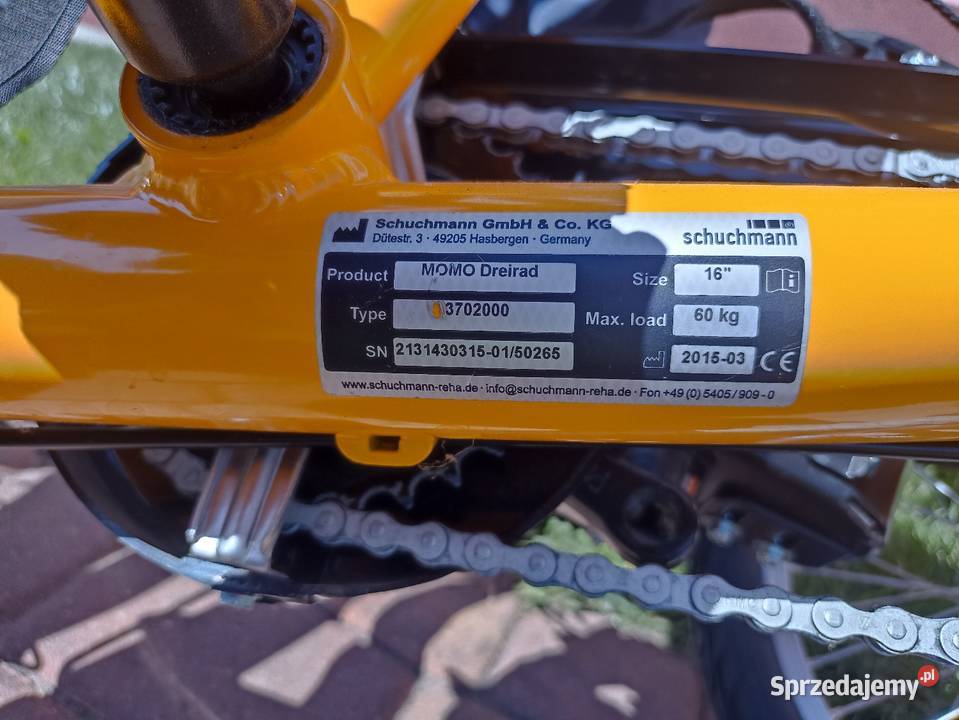 Schuchmann GmbH & Co. KG
Dütestr. 3 · 49205 Hasbergen · Germany
schuchmann
Product MOMO Dreirad Size 16"
Type 3702000 Max. load 60 kg
SN 2131430315-01/50265 2015-03 CE
www.schuchmann-reha.de · info@schuchmann-reha.de · Fon +49 (0) 5405 / 909 - 0
Sprzedajemy.pl